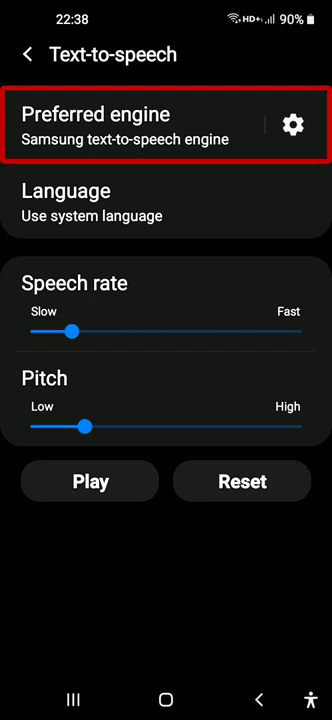 22:38
HD+ 90%
Text-to-speech
Preferred engine
Samsung text-to-speech engine
Language
Use system language
Speech rate
Slow Fast
Pitch
Low High
Play Reset